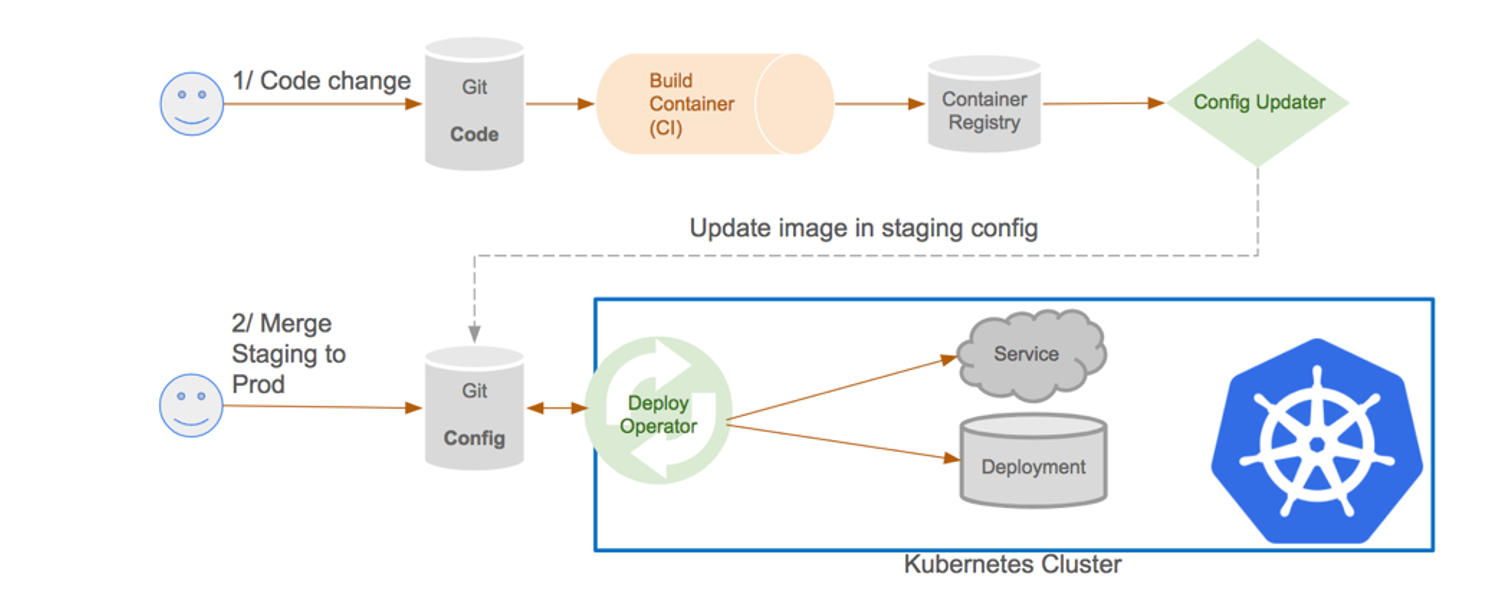 1/ Code change
Git
Code
Build
Container
(CI)
Container
Registry
Config Updater
Update image in staging config
2/ Merge
Staging to
Prod
Git
Config
Deploy
Operator
Service
Deployment
Kubernetes Cluster